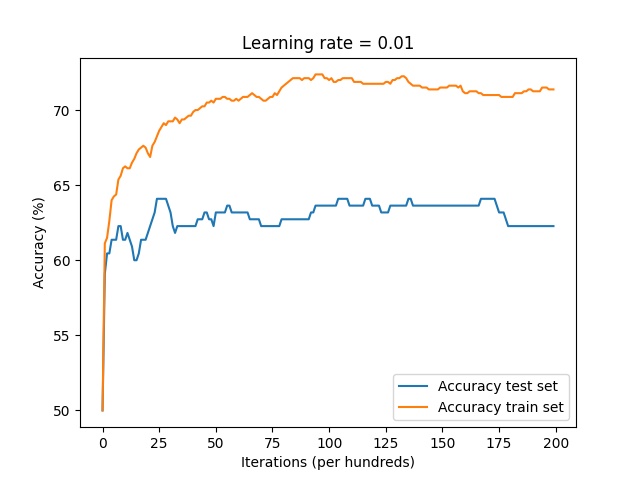 Learning rate = 0.01
Accuracy (%)
70
65
60
55
50
0 25 50 75 100 125 150 175 200
Iterations (per hundreds)
Accuracy test set
Accuracy train set